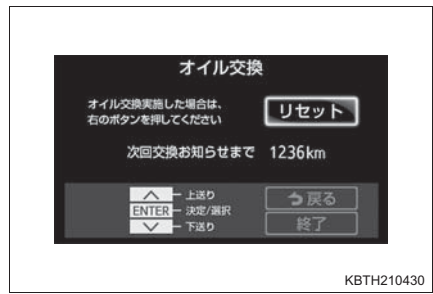 オイル交換
オイル交換実施した場合は、
右のボタンを押してください
リセット
次回交換お知らせまで 1236km
上送り
ENTER 決定/選択
下送り
戻る
終了
KBTH210430